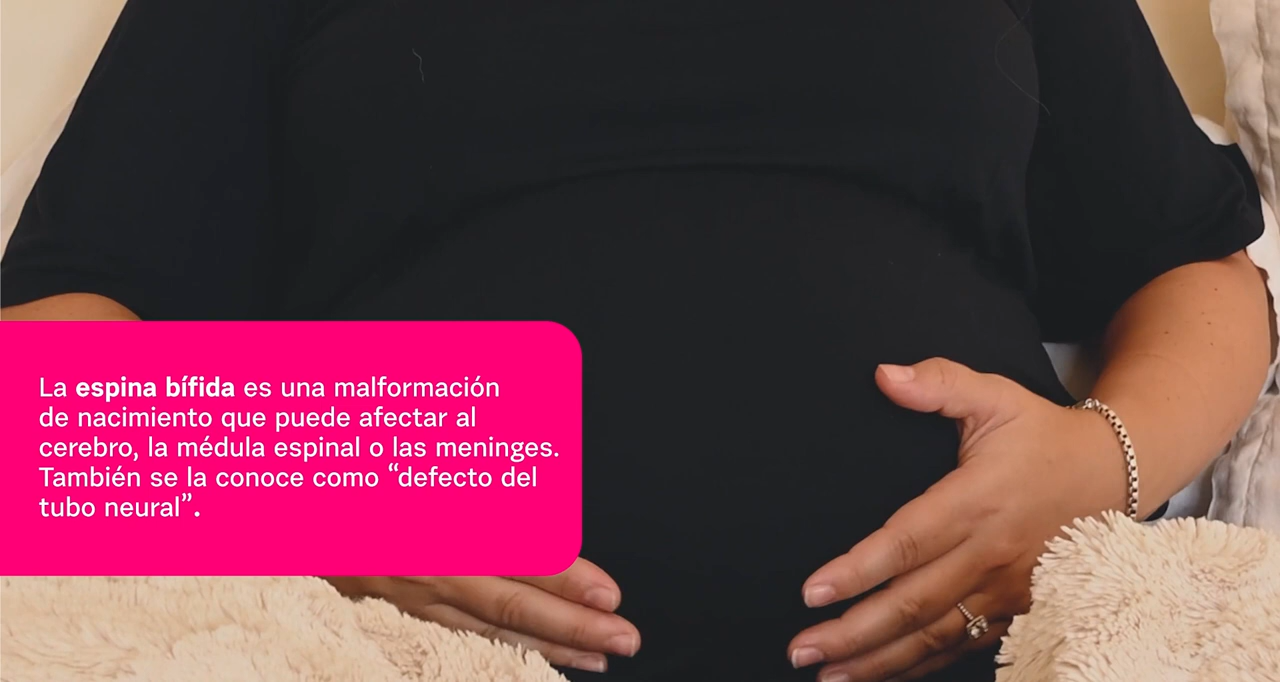 La espina bífida es una malformación
de nacimiento que puede afectar al
cerebro, la médula espinal o las meninges.
También se la conoce como “defecto del
tubo neural”.